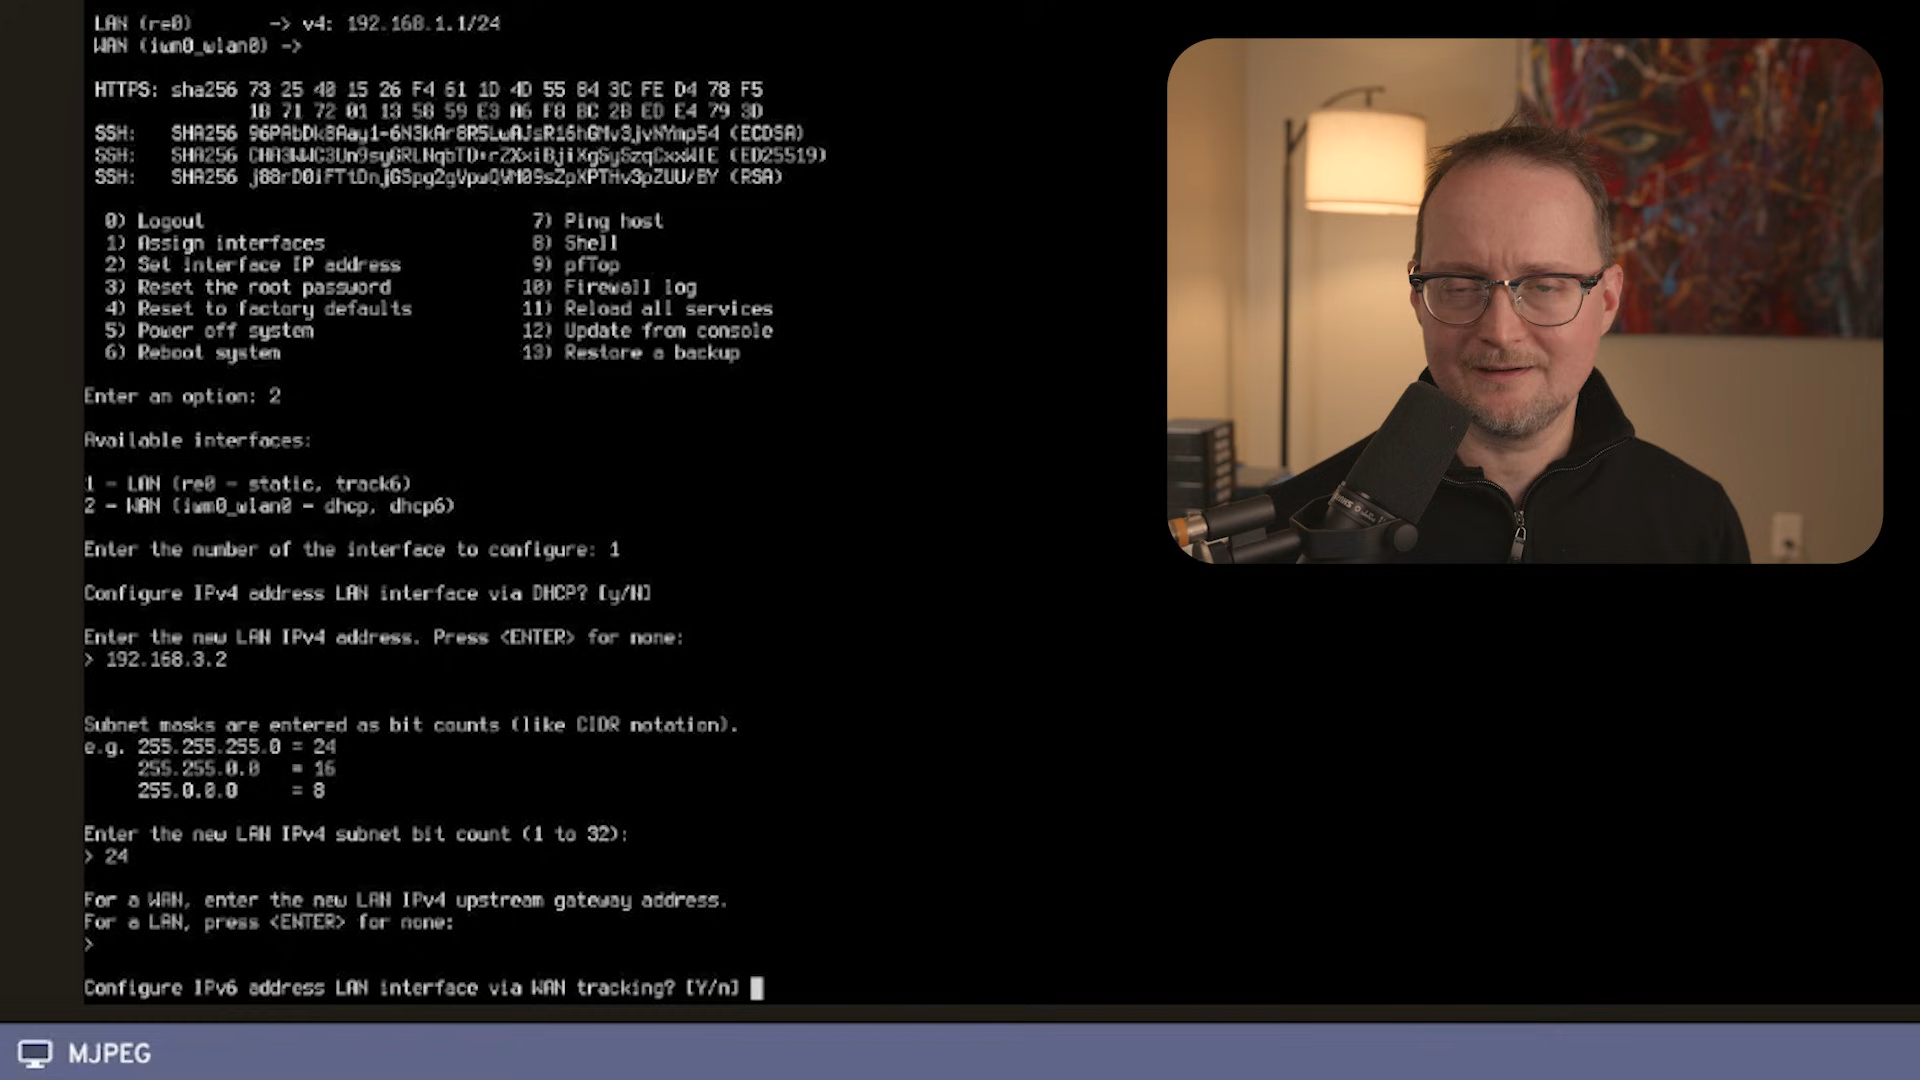 LAN (re0) -> v4: 192.168.1.1/24
WAN (iwm0_wlan0) ->
HTTPS: sha256 73 25 40 15 26 F4 61 1D 4D 55 84 3C FE D4 78 F5
18 71 72 01 13 58 59 E3 A6 F8 BC 2B ED E4 79 3D
SSH: SHA256 (ECDSA)
SSH: SHA256 (ED25519)
SSH: SHA256 (RSA)
0) Logout 7) Ping host
1) Assign interfaces 8) Shell
2) Set interface IP address 9) pfTop
3) Reset the root password 10) Firewall log
4) Reset to factory defaults 11) Reload all services
5) Power off system 12) Update from console
6) Reboot system 13) Restore a backup
Enter an option: 2
Available interfaces:
1 - LAN (re0 - static, track6)
2 - WAN (iwm0_wlan0 - dhcp, dhcp6)
Enter the number of the interface to configure: 1
Configure IPv4 address LAN interface via DHCP? [y/N]
Enter the new LAN IPv4 address. Press <ENTER> for none:
> 192.168.3.2
Subnet masks are entered as bit counts (like CIDR notation).
e.g. 255.255.255.0 = 24
255.255.0.0 = 16
255.0.0.0 = 8
Enter the new LAN IPv4 subnet bit count (1 to 32):
> 24
For a WAN, enter the new LAN IPv4 upstream gateway address.
For a LAN, press <ENTER> for none:
>
Configure IPv6 address LAN interface via WAN tracking? [Y/n]
MJPEG